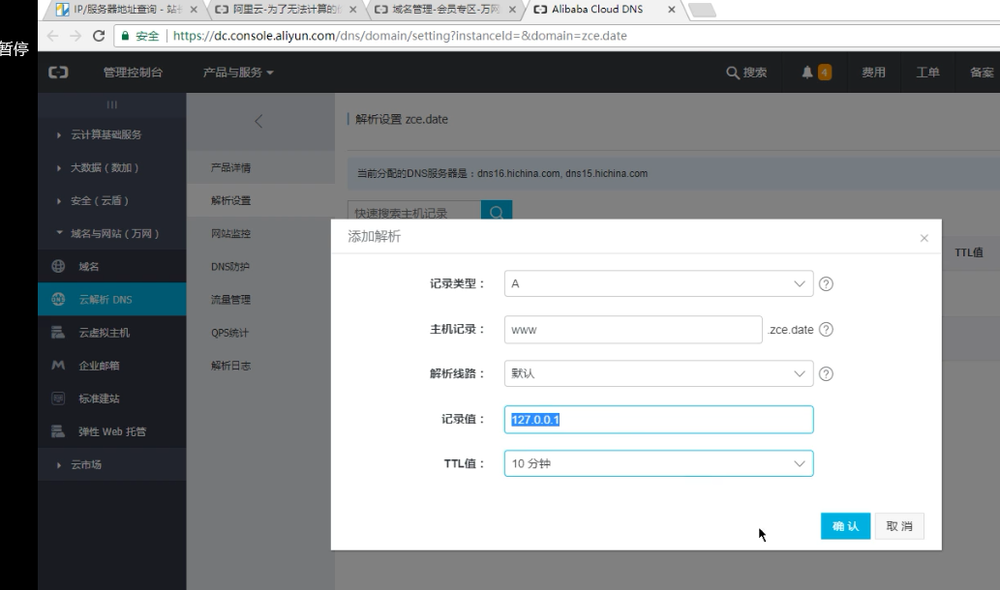 IP/服务器地址查询 - 站
阿里云-为了无法计算的
域名管理-会员专区-万网
Alibaba Cloud DNS
暂停
安全
https://dc.console.aliyun.com/dns/domain/setting?instanceId=&domain=zce.date
管理控制台
产品与服务
搜索
4
费用
工单
备案
云计算基础服务
大数据（数加）
安全（云盾）
域名与网站（万网）
域名
DNS
云解析 DNS
云虚拟主机
企业邮箱
标准建站
弹性 Web 托管
云市场
产品详情
解析设置
网站监控
DNS防护
流量管理
QPS统计
解析日志
解析设置 zce.date
当前分配的DNS服务器是：dns16.hichina.com, dns15.hichina.com
快速搜索主机记录
TTL值
添加解析
×
记录类型：
A
?
主机记录：
www
.zce.date
?
解析线路：
默认
?
记录值：
127.0.0.1
TTL值：
10 分钟
确认
取消